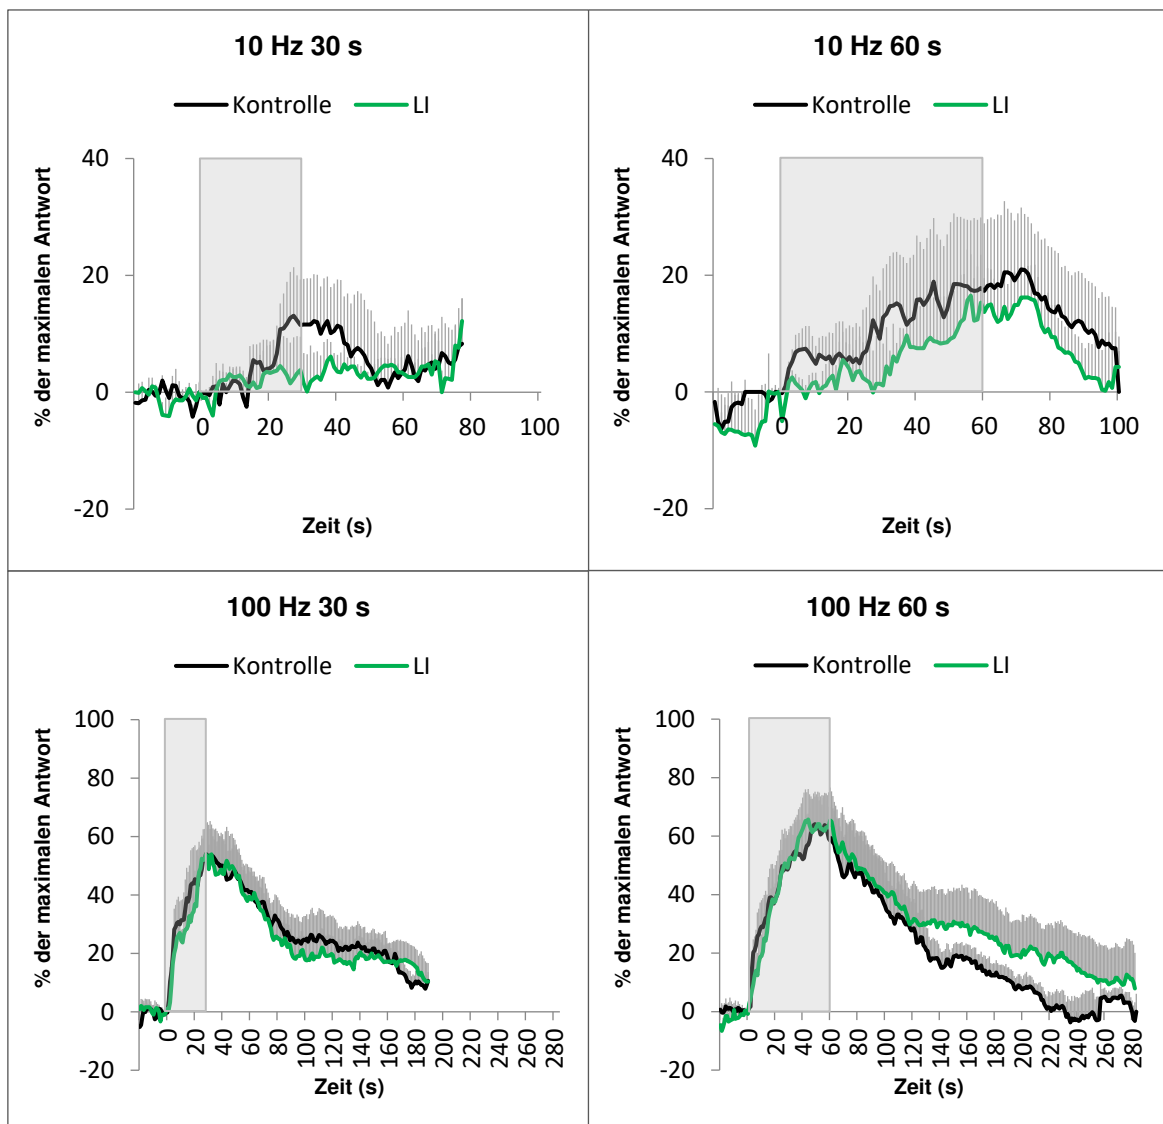 10 Hz 30 s
Kontrolle LI
% der maximalen Antwort
40
20
0
-20
0 20 40 60 80 100
Zeit (s)
10 Hz 60 s
Kontrolle LI
% der maximalen Antwort
40
20
0
-20
0 20 40 60 80 100
Zeit (s)
100 Hz 30 s
Kontrolle LI
% der maximalen Antwort
100
80
60
40
20
0
-20
0 20 40 60 80 100 120 140 160 180 200 220 240 260 280
Zeit (s)
100 Hz 60 s
Kontrolle LI
% der maximalen Antwort
100
80
60
40
20
0
-20
0 20 40 60 80 100 120 140 160 180 200 220 240 260 280
Zeit (s)